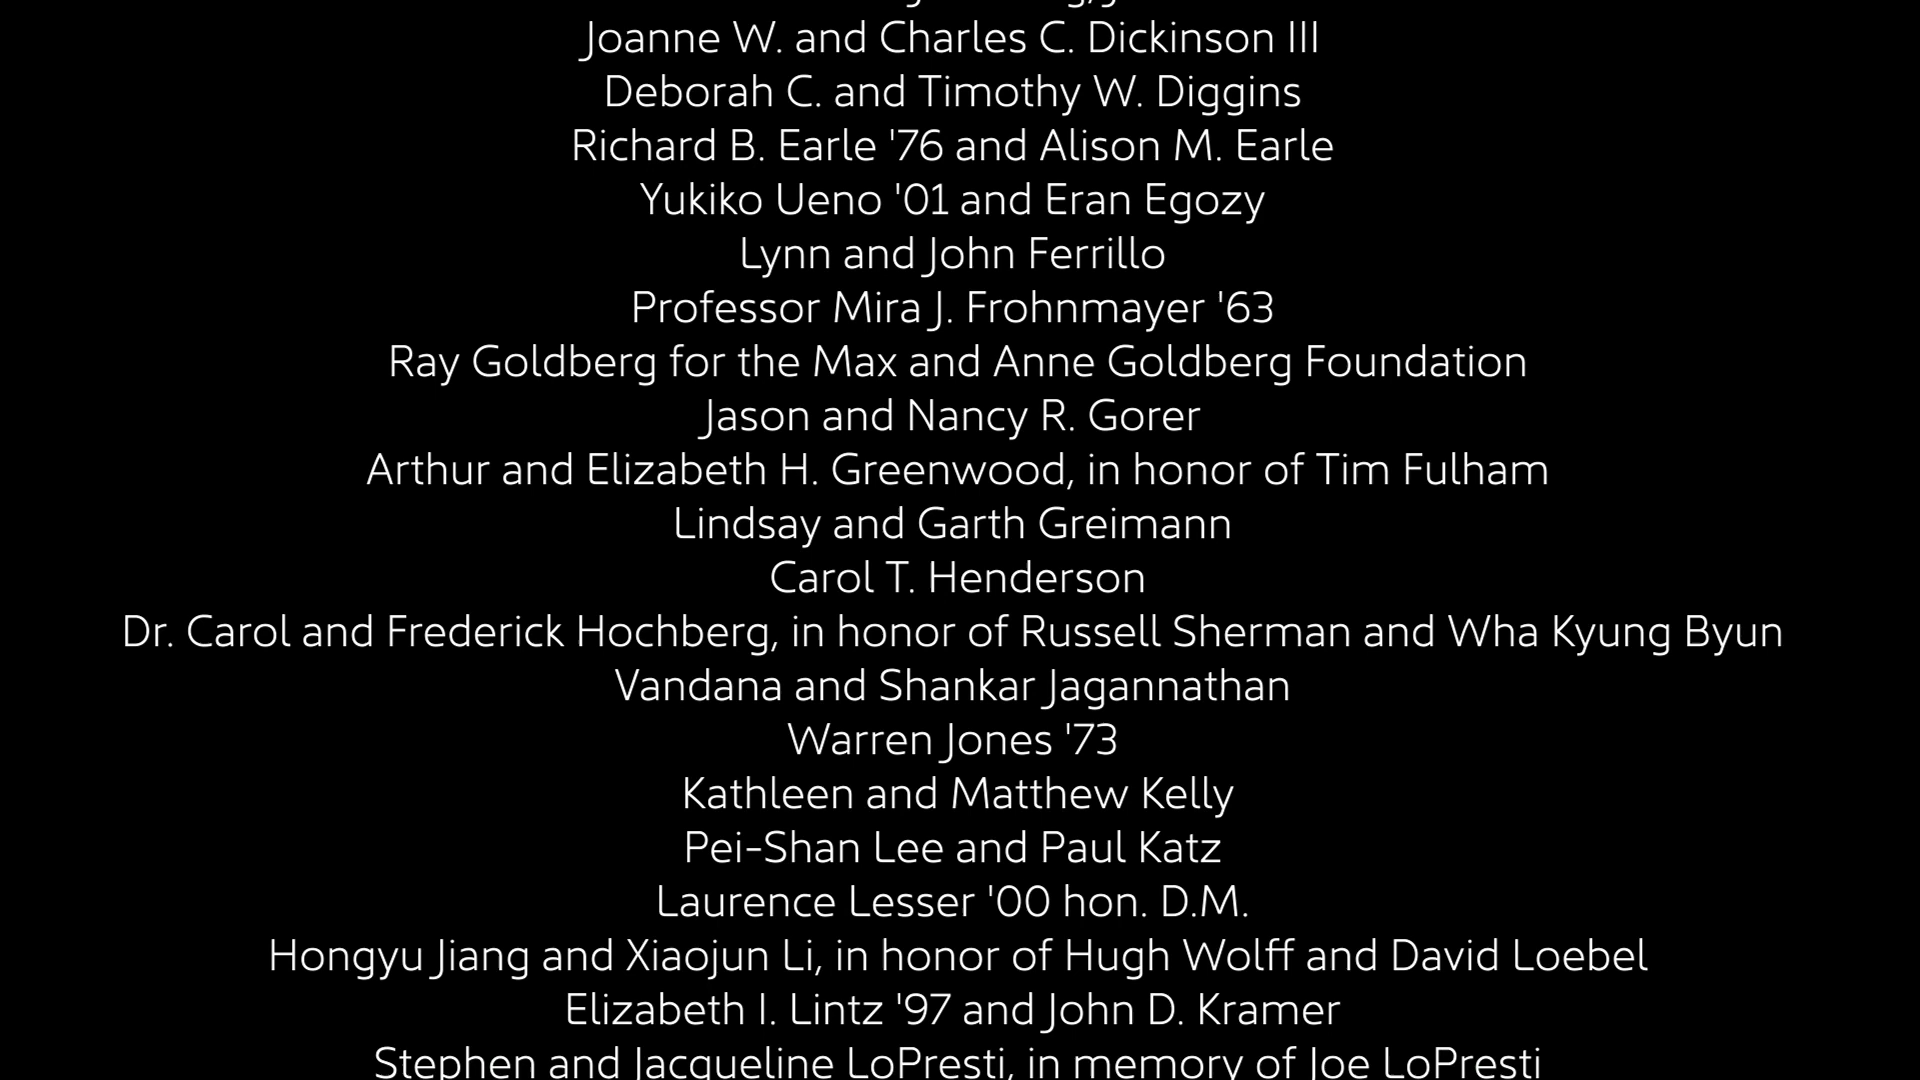 Joanne W. and Charles C. Dickinson III
Deborah C. and Timothy W. Diggins
Richard B. Earle '76 and Alison M. Earle
Yukiko Ueno '01 and Eran Egozy
Lynn and John Ferrillo
Professor Mira J. Frohnmayer '63
Ray Goldberg for the Max and Anne Goldberg Foundation
Jason and Nancy R. Gorer
Arthur and Elizabeth H. Greenwood, in honor of Tim Fulham
Lindsay and Garth Greimann
Carol T. Henderson
Dr. Carol and Frederick Hochberg, in honor of Russell Sherman and Wha Kyung Byun
Vandana and Shankar Jagannathan
Warren Jones '73
Kathleen and Matthew Kelly
Pei-Shan Lee and Paul Katz
Laurence Lesser '00 hon. D.M.
Hongyu Jiang and Xiaojun Li, in honor of Hugh Wolff and David Loebel
Elizabeth I. Lintz '97 and John D. Kramer
Stephen and Jacqueline LoPresti, in memory of Joe LoPresti